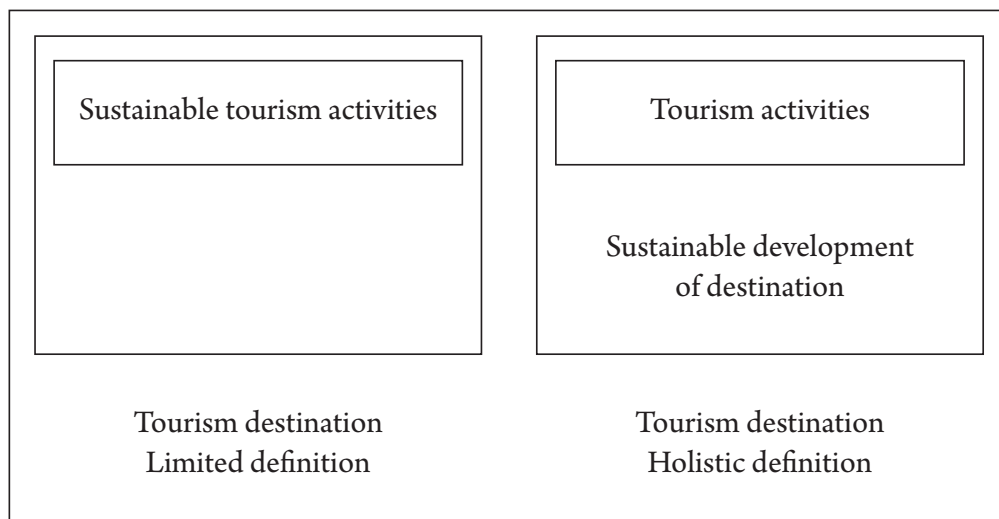 Sustainable tourism activities
Tourism destination
Limited definition
Tourism activities
Sustainable development
of destination
Tourism destination
Holistic definition